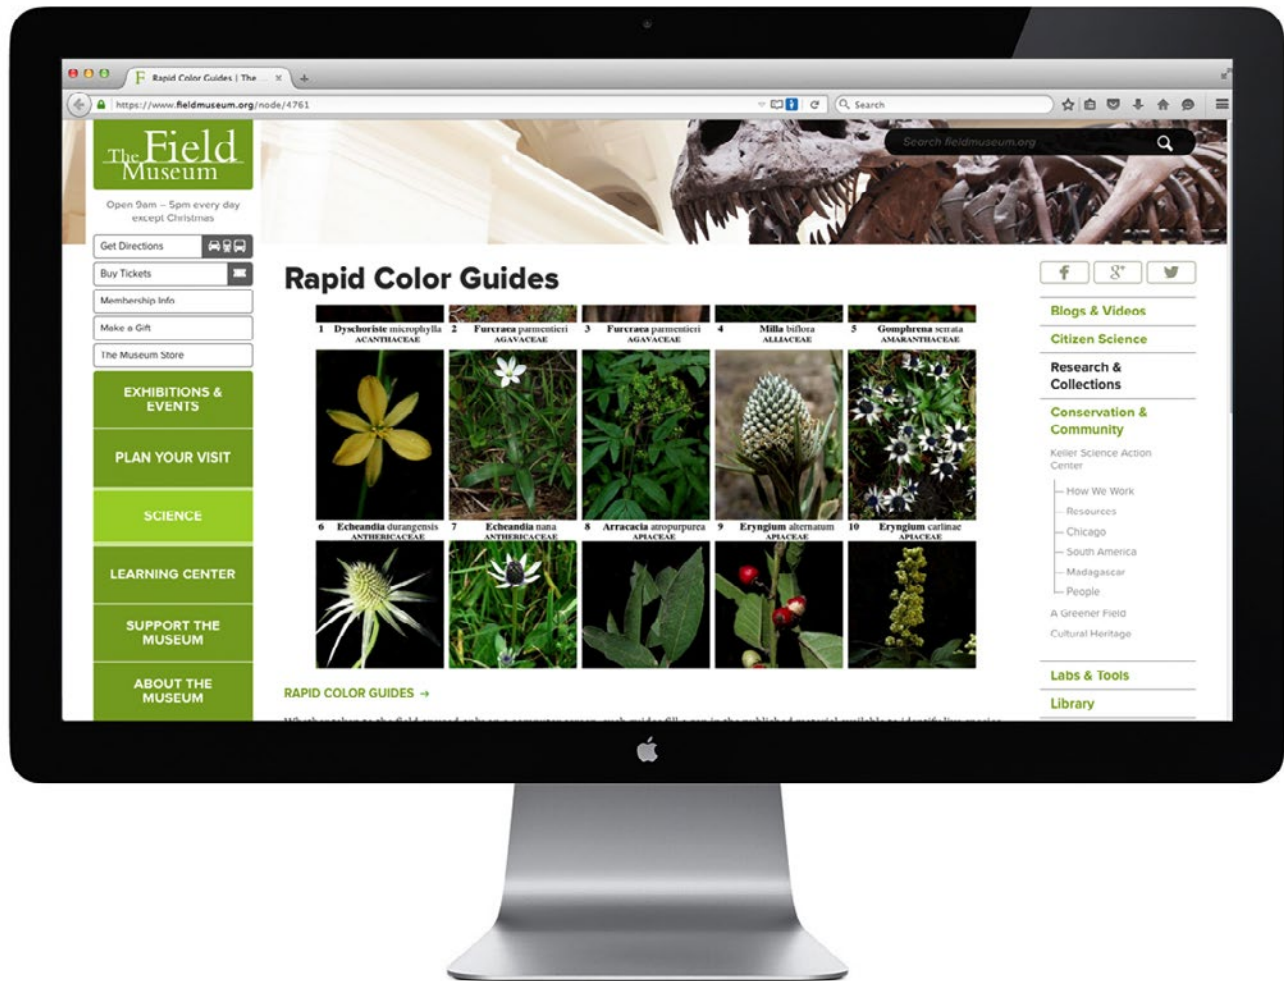 Rapid Color Guides | The ...
https://www.fieldmuseum.org/node/4761
Search
The Field
Museum
Open 9am – 5pm every day
except Christmas
Get Directions
Buy Tickets
Membership Info
Make a Gift
The Museum Store
EXHIBITIONS &
EVENTS
PLAN YOUR VISIT
SCIENCE
LEARNING CENTER
SUPPORT THE
MUSEUM
ABOUT THE
MUSEUM
Search fieldmuseum.org
Rapid Color Guides
1 Dyschoriste microphylla 2 Furcraea parmentieri 3 Furcraea parmentieri 4 Milla biflora 5 Gomphrena serrata
ACANTHACEAE AGAVACEAE AGAVACEAE ALLIACEAE AMARANTHACEAE
6 Echeandia durangensis 7 Echeandia nana 8 Arracacia atropurpurea 9 Eryngium alternatum 10 Eryngium carlinae
ANTHERICACEAE ANTHERICACEAE APIACEAE APIACEAE APIACEAE
RAPID COLOR GUIDES →
f
g+
Blogs & Videos
Citizen Science
Research &
Collections
Conservation &
Community
Keller Science Action
Center
How We Work
Resources
Chicago
South America
Madagascar
People
A Greener Field
Cultural Heritage
Labs & Tools
Library